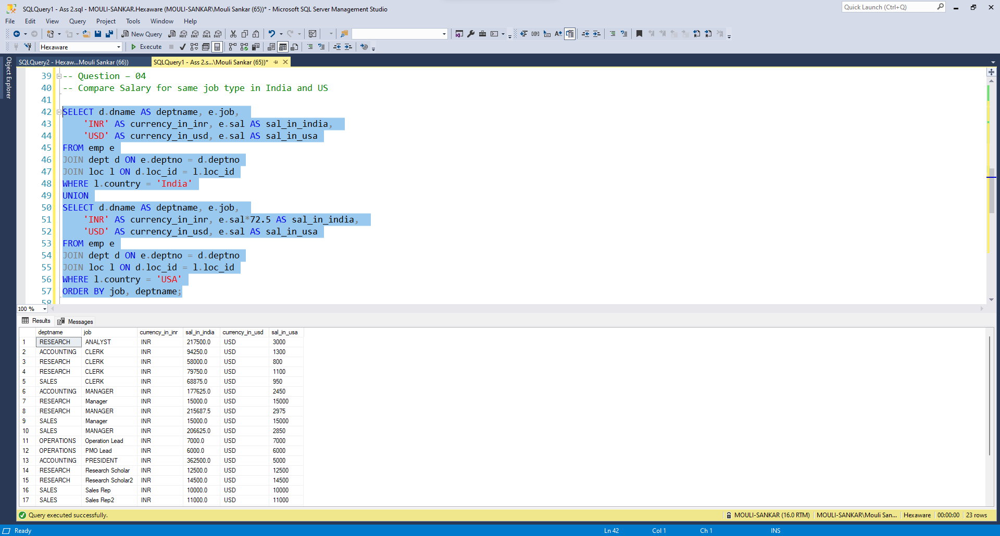 SQLQuery1 - Ass 2.sql - MOULI-SANKAR.Hexaware (MOULI-SANKAR\Mouli Sankar (65))* - Microsoft SQL Server Management Studio
Quick Launch (Ctrl+Q)
File Edit View Query Project Tools Window Help
New Query MDX DMX XMLA DAX
Hexaware Execute
Object Explorer
SQLQuery2 - Hexaw...Mouli Sankar (66)) SQLQuery1 - Ass 2.s...\Mouli Sankar (65))*
39 -- Question – 04
40 -- Compare Salary for same job type in India and US
41
42 SELECT d.dname AS deptname, e.job,
43 'INR' AS currency_in_inr, e.sal AS sal_in_india,
44 'USD' AS currency_in_usd, e.sal AS sal_in_usa
45 FROM emp e
46 JOIN dept d ON e.deptno = d.deptno
47 JOIN loc l ON d.loc_id = l.loc_id
48 WHERE l.country = 'India'
49 UNION
50 SELECT d.dname AS deptname, e.job,
51 'INR' AS currency_in_inr, e.sal*72.5 AS sal_in_india,
52 'USD' AS currency_in_usd, e.sal AS sal_in_usa
53 FROM emp e
54 JOIN dept d ON e.deptno = d.deptno
55 JOIN loc l ON d.loc_id = l.loc_id
56 WHERE l.country = 'USA'
57 ORDER BY job, deptname;
58
100 %
Results Messages
deptname job currency_in_inr sal_in_india currency_in_usd sal_in_usa
1 RESEARCH ANALYST INR 217500.0 USD 3000
2 ACCOUNTING CLERK INR 94250.0 USD 1300
3 RESEARCH CLERK INR 58000.0 USD 800
4 RESEARCH CLERK INR 79750.0 USD 1100
5 SALES CLERK INR 68875.0 USD 950
6 ACCOUNTING MANAGER INR 177625.0 USD 2450
7 RESEARCH Manager INR 15000.0 USD 15000
8 RESEARCH MANAGER INR 215687.5 USD 2975
9 SALES Manager INR 15000.0 USD 15000
10 SALES MANAGER INR 206625.0 USD 2850
11 OPERATIONS Operation Lead INR 7000.0 USD 7000
12 OPERATIONS PMO Lead INR 6000.0 USD 6000
13 ACCOUNTING PRESIDENT INR 362500.0 USD 5000
14 RESEARCH Research Scholar INR 12500.0 USD 12500
15 RESEARCH Research Scholar2 INR 14500.0 USD 14500
16 SALES Sales Rep INR 10000.0 USD 10000
17 SALES Sales Rep2 INR 11000.0 USD 11000
Query executed successfully. MOULI-SANKAR (16.0 RTM) MOULI-SANKAR\Mouli San... Hexaware 00:00:00 23 rows
Ready Ln 42 Col 1 Ch 1 INS